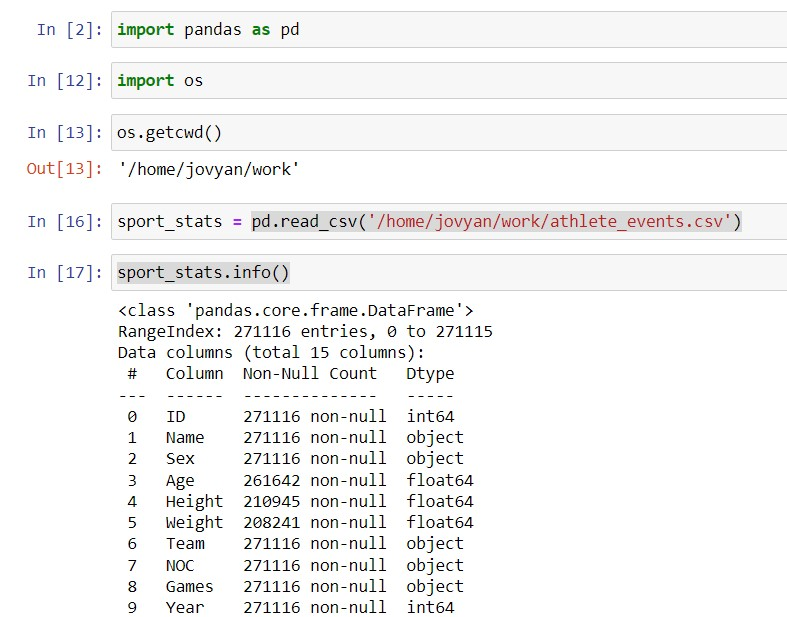 In [2]: import pandas as pd
In [12]: import os
In [13]: os.getcwd()
Out[13]: '/home/jovyan/work'
In [16]: sport_stats = pd.read_csv('/home/jovyan/work/athlete_events.csv')
In [17]: sport_stats.info()
<class 'pandas.core.frame.DataFrame'>
RangeIndex: 271116 entries, 0 to 271115
Data columns (total 15 columns):
 #   Column  Non-Null Count   Dtype
---  ------  --------------   -----
 0   ID      271116 non-null  int64
 1   Name    271116 non-null  object
 2   Sex     271116 non-null  object
 3   Age     261642 non-null  float64
 4   Height  210945 non-null  float64
 5   Weight  208241 non-null  float64
 6   Team    271116 non-null  object
 7   NOC     271116 non-null  object
 8   Games   271116 non-null  object
 9   Year    271116 non-null  int64